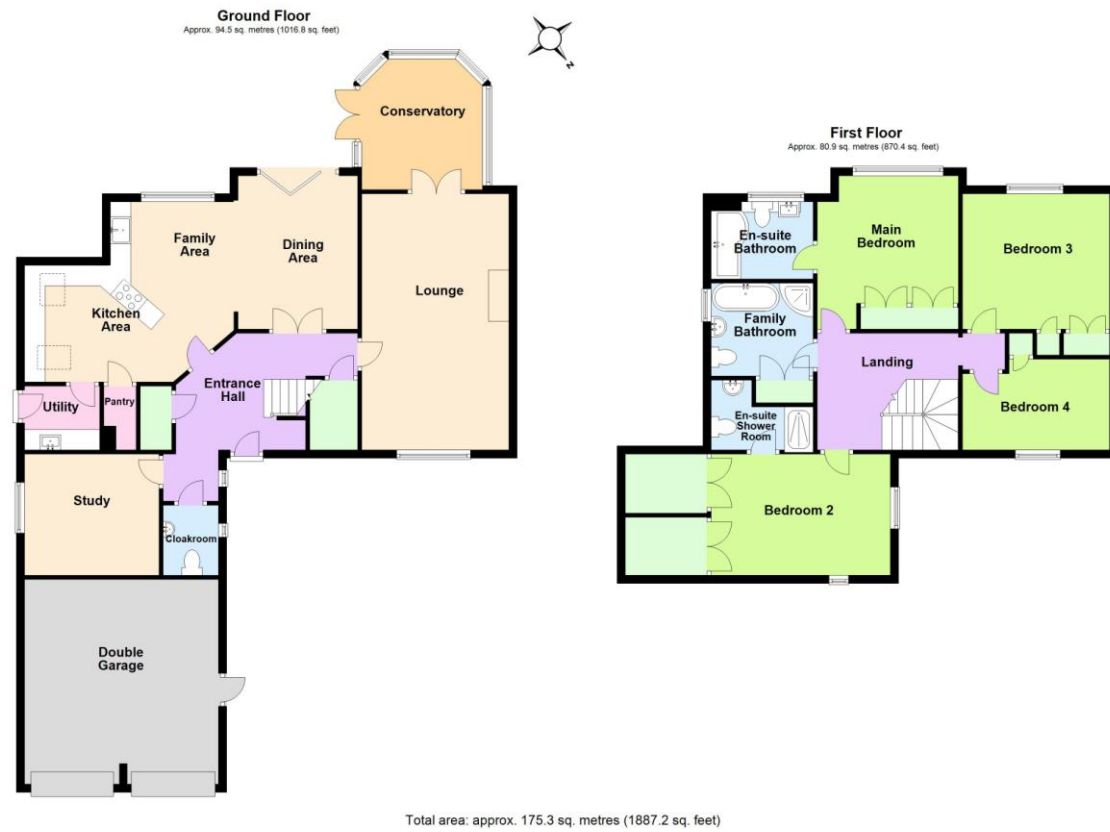 Ground Floor
Approx. 94.5 sq. metres (1016.8 sq. feet)
N
Conservatory
Family
Area
Dining
Area
Lounge
Kitchen
Area
Entrance
Hall
Utility
Pantry
Study
Cloakroom
Double
Garage
First Floor
Approx. 80.9 sq. metres (870.4 sq. feet)
En-suite
Bathroom
Main
Bedroom
Bedroom 3
Family
Bathroom
Landing
En-suite
Shower
Room
Bedroom 4
Bedroom 2
Total area: approx. 175.3 sq. metres (1887.2 sq. feet)